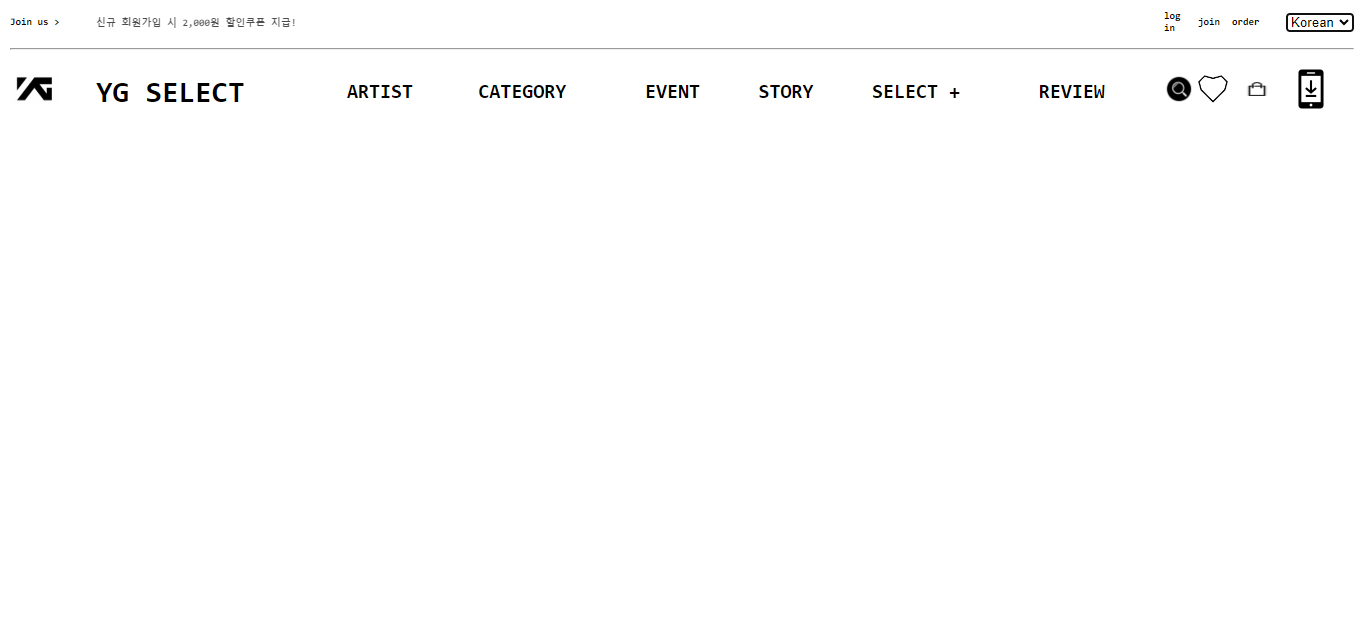 Join us > 신규 회원가입 시 2,000원 할인쿠폰 지급! log in join order Korean
YG YG SELECT ARTIST CATEGORY EVENT STORY SELECT + REVIEW